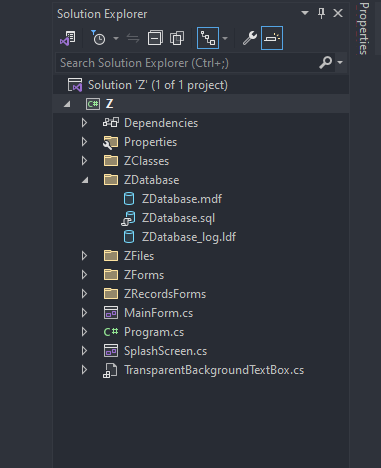 Solution Explorer
Search Solution Explorer (Ctrl+;)
Solution 'Z' (1 of 1 project)
C# Z
Dependencies
Properties
ZClasses
ZDatabase
ZDatabase.mdf
ZDatabase.sql
ZDatabase_log.ldf
ZFiles
ZForms
ZRecordsForms
MainForm.cs
C# Program.cs
SplashScreen.cs
TransparentBackgroundTextBox.cs
Properties